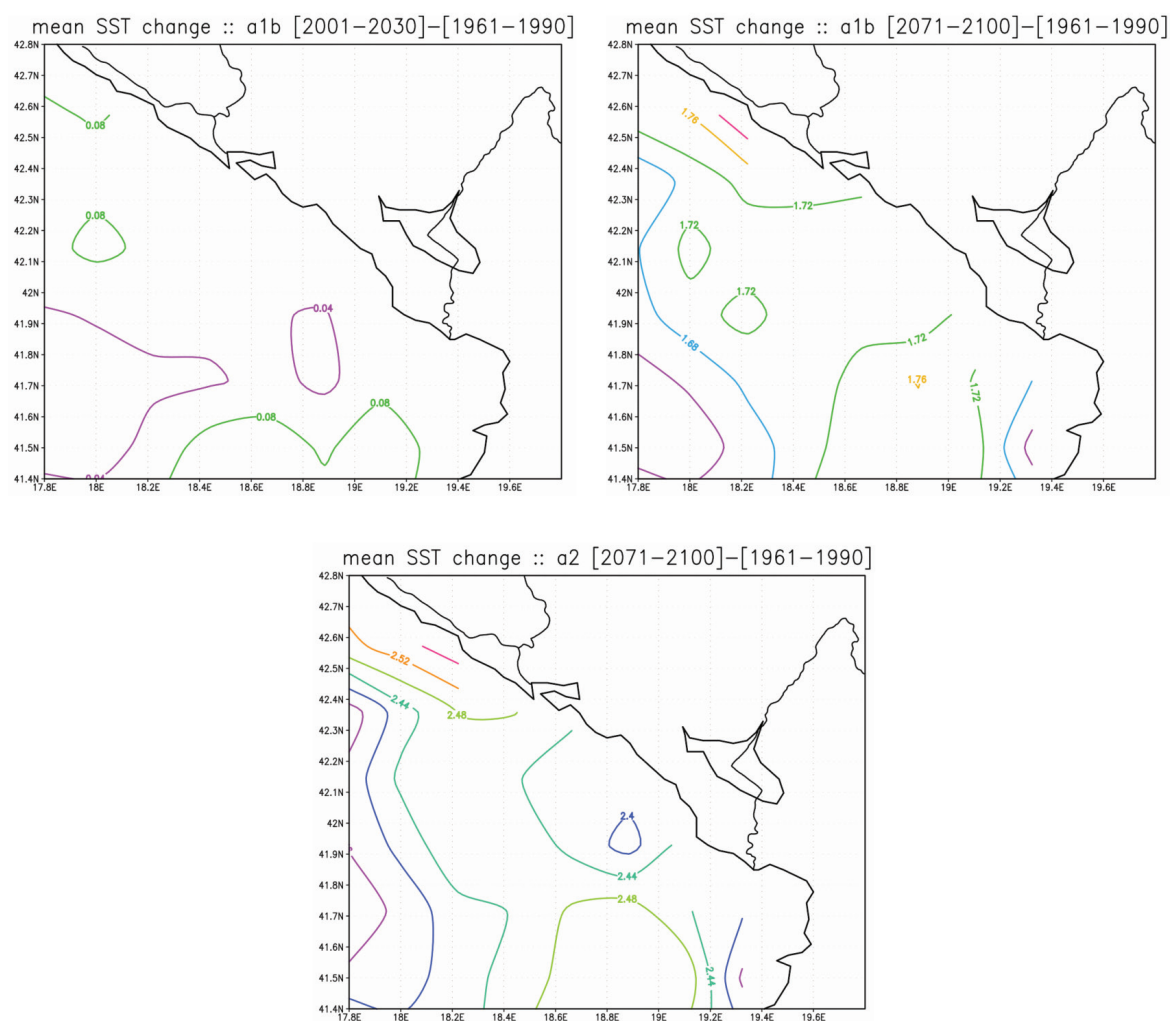 mean SST change :: a1b [2001-2030]-[1961-1990]
42.8N
42.7N
42.6N
0.08
42.5N
42.4N
42.3N
0.08
42.2N
42.1N
42N
0.04
41.9N
41.8N
41.7N
0.08
41.6N
0.08
41.5N
0.04
41.4N
17.8E 18E 18.2E 18.4E 18.6E 18.8E 19E 19.2E 19.4E 19.6E
mean SST change :: a1b [2071-2100]-[1961-1990]
42.8N
42.7N
42.6N
1.76
42.5N
42.4N
42.3N
1.72
1.72
42.2N
42.1N
42N
1.72
41.9N
1.68
1.72
41.8N
1.76
41.7N
1.72
41.6N
41.5N
41.4N
17.8E 18E 18.2E 18.4E 18.6E 18.8E 19E 19.2E 19.4E 19.6E
mean SST change :: a2 [2071-2100]-[1961-1990]
42.8N
42.7N
42.6N
2.52
42.5N
42.4N
2.44
2.48
42.3N
42.2N
42.1N
2.4
42N
41.9N
2.44
41.8N
2.48
41.7N
41.6N
41.5N
2.44
41.4N
17.8E 18E 18.2E 18.4E 18.6E 18.8E 19E 19.2E 19.4E 19.6E